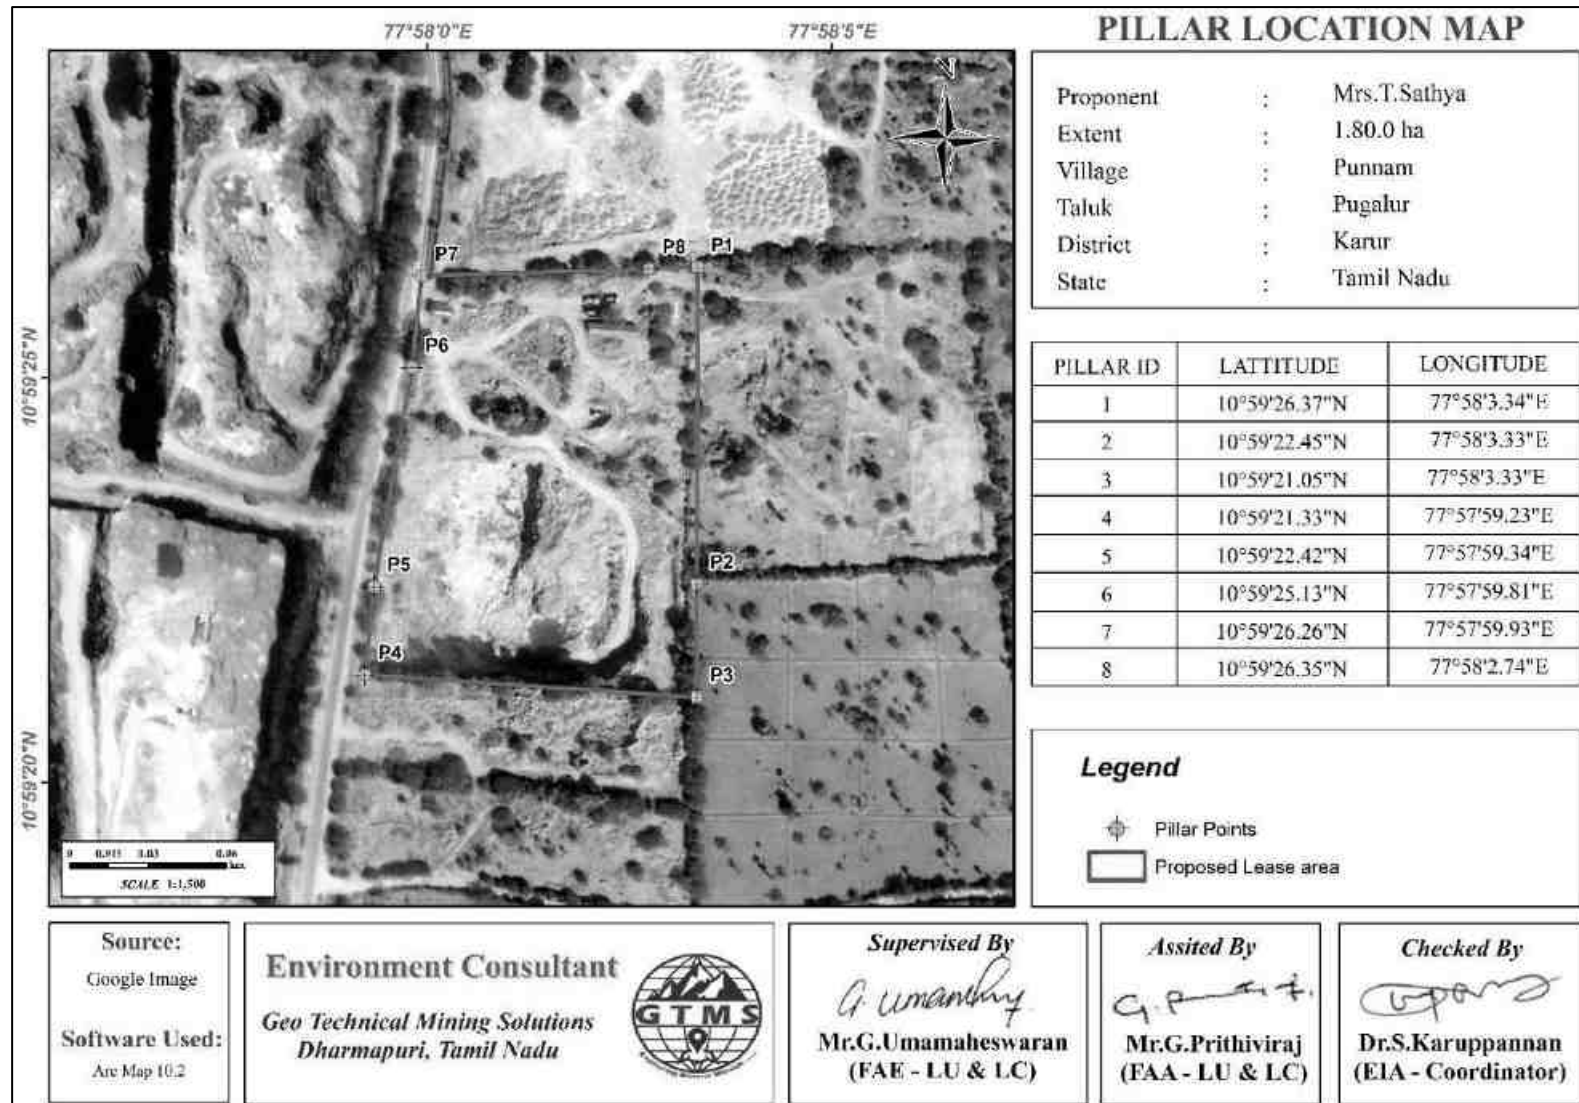 PILLAR LOCATION MAP
77°58'0"E
77°58'5"E
10°59'25"N
10°59'20"N
N
P7
P8
P1
P6
P5
P2
P4
P3
0
0.03
0.06
SCALE 1:1,500
Proponent : Mrs.T.Sathya
Extent : 1.80.0 ha
Village : Punnam
Taluk : Pugalur
District : Karur
State : Tamil Nadu
PILLAR ID LATTITUDE LONGITUDE
1 10°59'26.37"N 77°58'3.34"E
2 10°59'22.45"N 77°58'3.33"E
3 10°59'21.05"N 77°58'3.33"E
4 10°59'21.33"N 77°57'59.23"E
5 10°59'22.42"N 77°57'59.34"E
6 10°59'25.13"N 77°57'59.81"E
7 10°59'26.26"N 77°57'59.93"E
8 10°59'26.35"N 77°58'2.74"E
Legend
Pillar Points
Proposed Lease area
Source:
Google Image
Software Used:
Arc Map 10.2
Environment Consultant
Geo Technical Mining Solutions
Dharmapuri, Tamil Nadu
GTMS
Supervised By
G. Umamhey
Mr.G.Umamaheswaran
(FAE - LU & LC)
Assited By
Mr.G.Prithiviraj
(FAA - LU & LC)
Checked By
Dr.S.Karuppannan
(EIA - Coordinator)